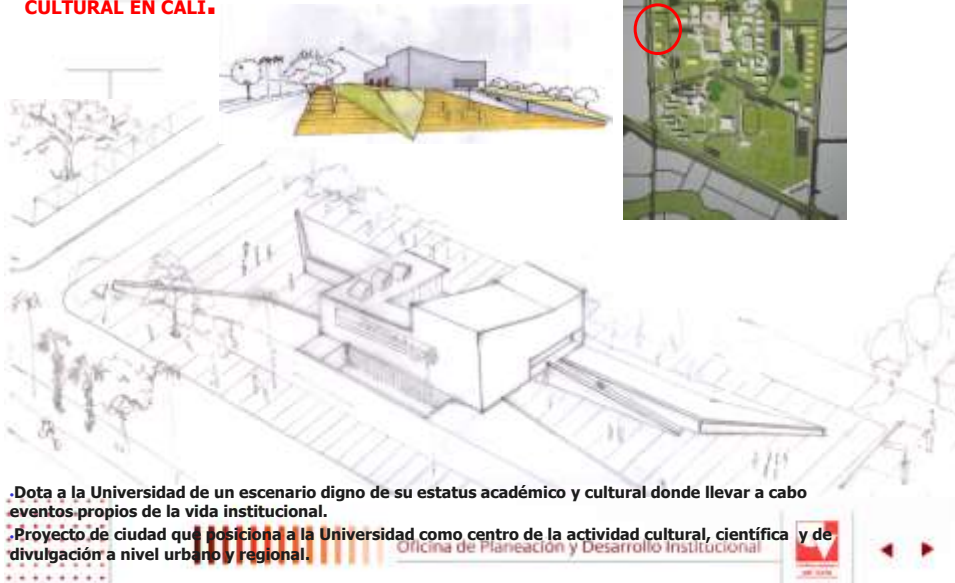 CULTURAL EN CALI.
•Dota a la Universidad de un escenario digno de su estatus académico y cultural donde llevar a cabo
eventos propios de la vida institucional.
•Proyecto de ciudad que posiciona a la Universidad como centro de la actividad cultural, científica y de
divulgación a nivel urbano y regional.
Oficina de Planeación y Desarrollo Institucional